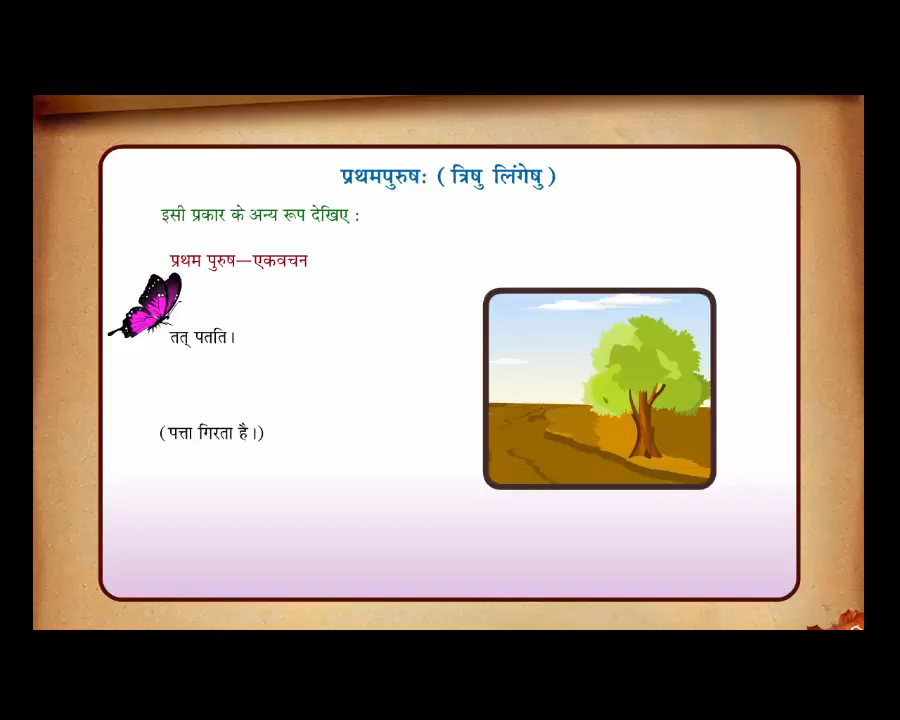 प्रथमपुरुषः ( त्रिषु लिंगेषु )
इसी प्रकार के अन्य रूप देखिए :
प्रथम पुरुष—एकवचन
तत् पतति।
(पत्ता गिरता है।)